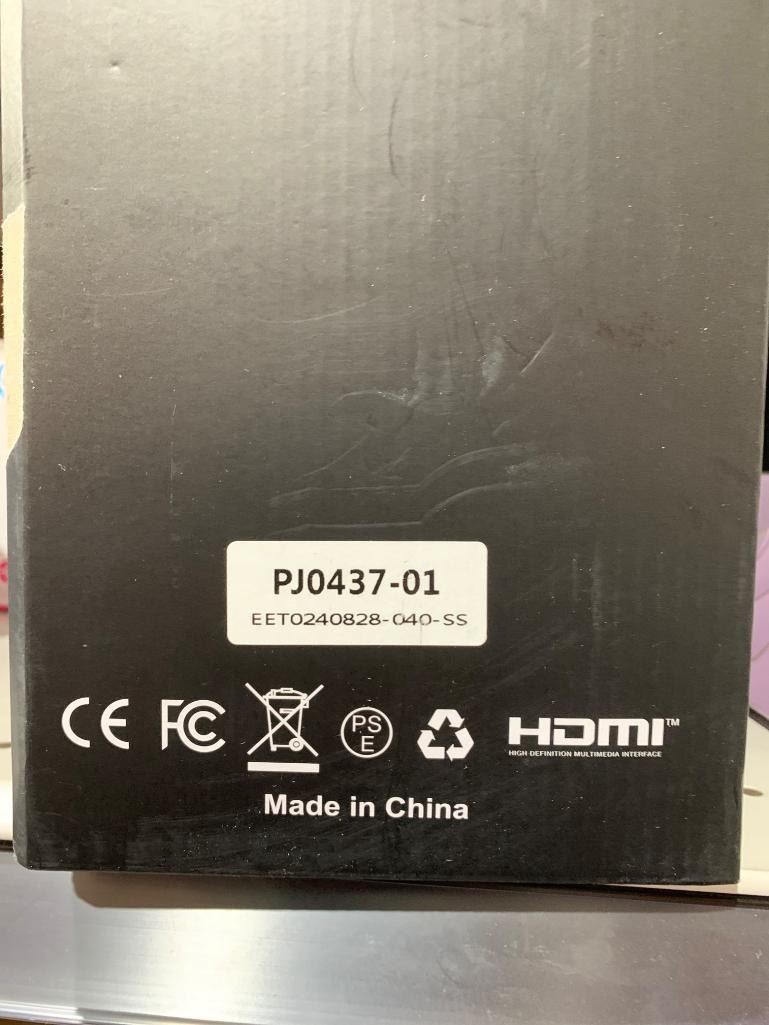 PJ0437-01
EET0240828-040-SS
CE FC PS E HDMI™
HIGH-DEFINITION MULTIMEDIA INTERFACE
Made in China